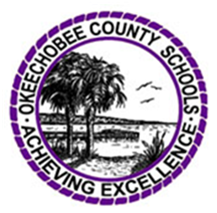 ·OKEECHOBEE COUNTY SCHOOLS·
ACHIEVING EXCELLENCE